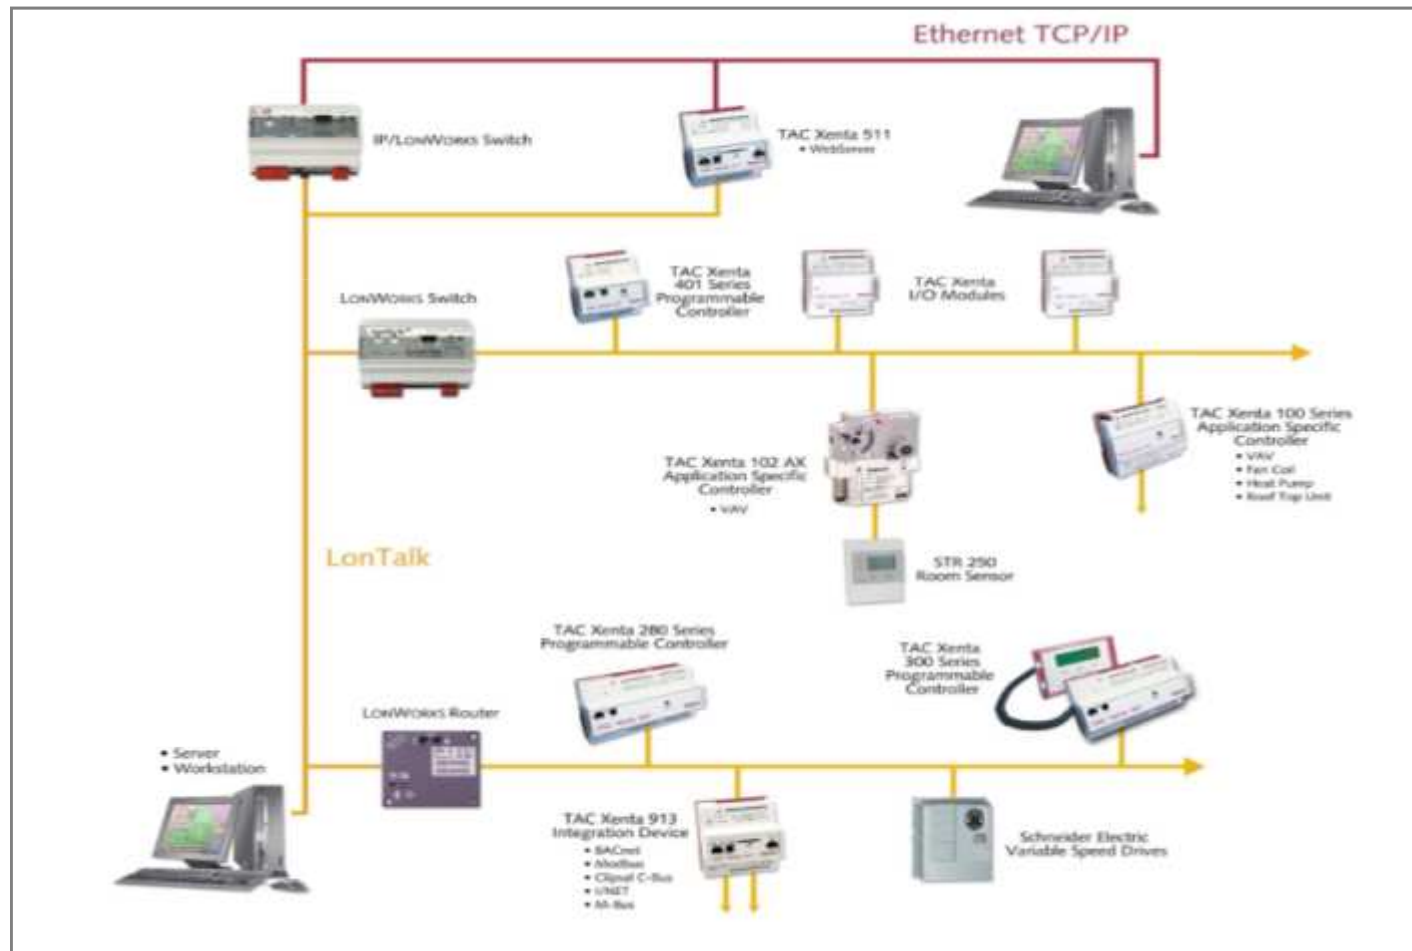 Ethernet TCP/IP
IP/LONWORKS Switch
TAC Xenta 511
• WebServer
TAC Xenta
401 Series
Programmable
Controller
TAC Xenta
I/O Modules
LONWORKS Switch
TAC Xenta 102 AX
Application Specific
Controller
• VAV
TAC Xenta 100 Series
Application Specific
Controller
• VAV
• Fan Coil
• Heat Pump
• Roof Top Unit
LonTalk
STR 250
Room Sensor
TAC Xenta 280 Series
Programmable Controller
TAC Xenta
300 Series
Programmable
Controller
LONWORKS Router
• Server
• Workstation
TAC Xenta 913
Integration Device
• BACnet
• ModBus
• Clipsal C-Bus
• I/NET
• M-Bus
Schneider Electric
Variable Speed Drives